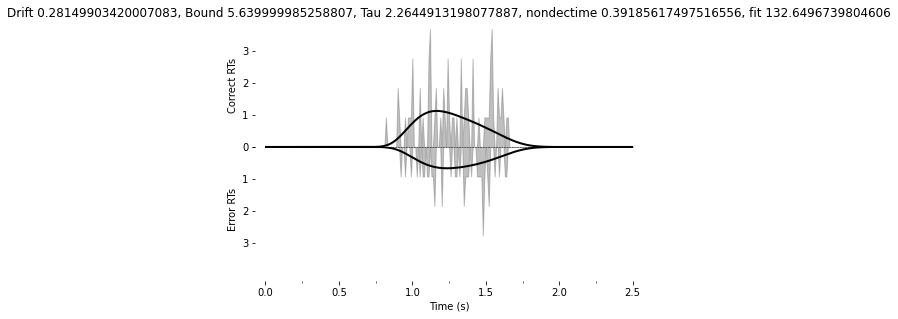 Drift 0.28149903420007083, Bound 5.639999985258807, Tau 2.2644913198077887, nondectime 0.39185617497516556, fit 132.6496739804606
Correct RTs
3
2
1
0
1
2
3
Error RTs
0.0 0.5 1.0 1.5 2.0 2.5
Time (s)